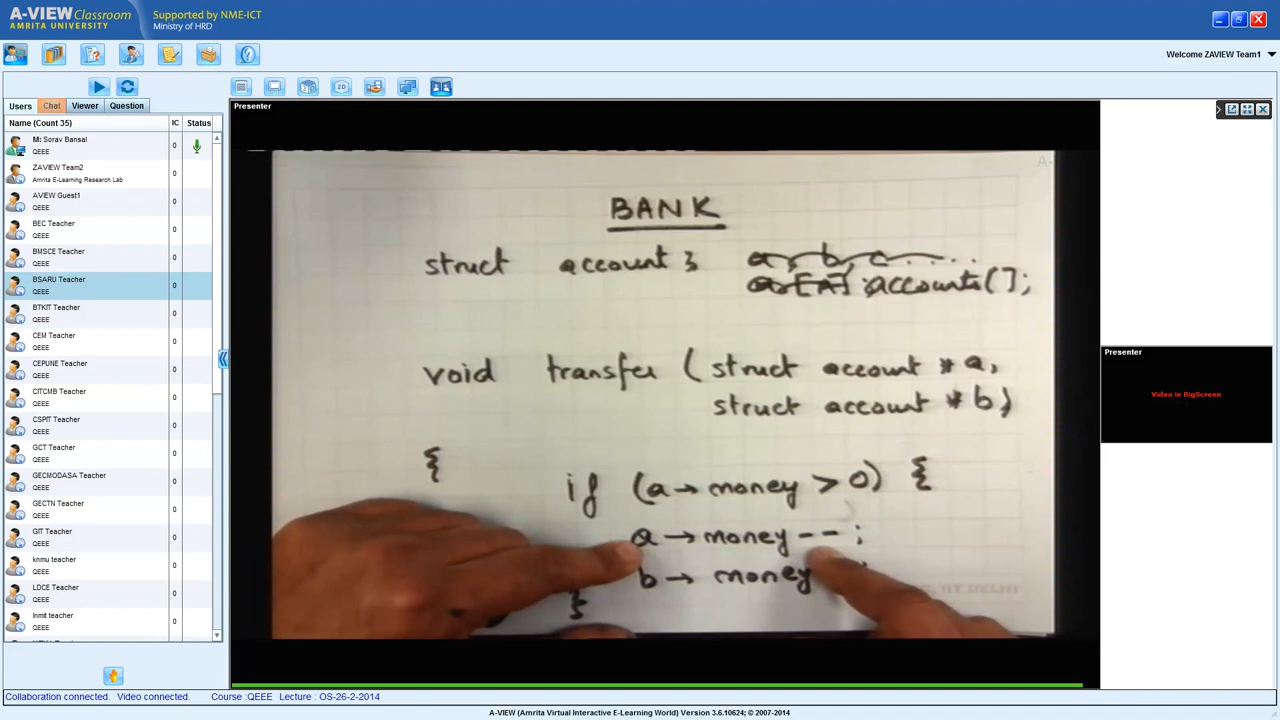 A-VIEW Classroom
AMRITA UNIVERSITY
Supported by NME-ICT
Ministry of HRD
Welcome ZAVIEW Team1
Users Chat Viewer Question
Name (Count 35) IC Status
M: Sorav Bansal
QEEE 0
ZAVIEW Team2
Amrita E-Learning Research Lab 0
AVIEW Guest1
QEEE 0
BEC Teacher
QEEE 0
BMSCE Teacher
QEEE 0
BSARU Teacher
QEEE 0
BTKIT Teacher
QEEE 0
CEM Teacher
QEEE 0
CEPUNE Teacher
QEEE 0
CITCMB Teacher
QEEE 0
CSPIT Teacher
QEEE 0
GCT Teacher
QEEE 0
GECMODASA Teacher
QEEE 0
GECTN Teacher
QEEE 0
GIT Teacher
QEEE 0
knmu Teacher
QEEE 0
LDCE Teacher
QEEE 0
lnmit teacher
QEEE 0
Presenter
A-
BANK
struct account } a, b, c ....
accounts[];
void transfer (struct account * a,
struct account * b)
{
if (a→money > 0) {
a→money--;
b→ money ;
}
IIT DELHI
Presenter
Video in BigScreen
Collaboration connected. Video connected. Course :QEEE Lecture : OS-26-2-2014
A-VIEW (Amrita Virtual Interactive E-Learning World) Version 3.6.10624; © 2007-2014